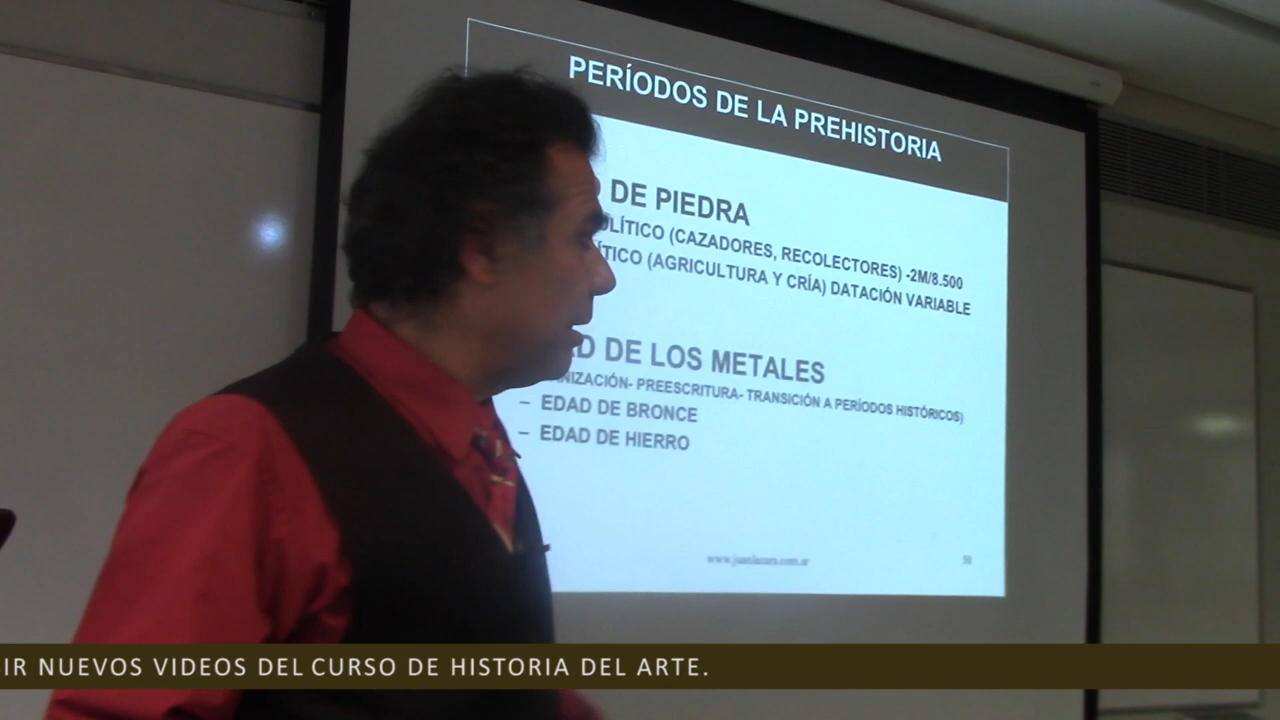 PERÍODOS DE LA PREHISTORIA
DE PIEDRA
LÍTICO (CAZADORES, RECOLECTORES) -2M/8.500
ÍTICO (AGRICULTURA Y CRÍA) DATACIÓN VARIABLE
D DE LOS METALES
NIZACIÓN- PREESCRITURA- TRANSICIÓN A PERÍODOS HISTÓRICOS)
– EDAD DE BRONCE
– EDAD DE HIERRO
www.juanlazara.com.ar
50
IR NUEVOS VIDEOS DEL CURSO DE HISTORIA DEL ARTE.